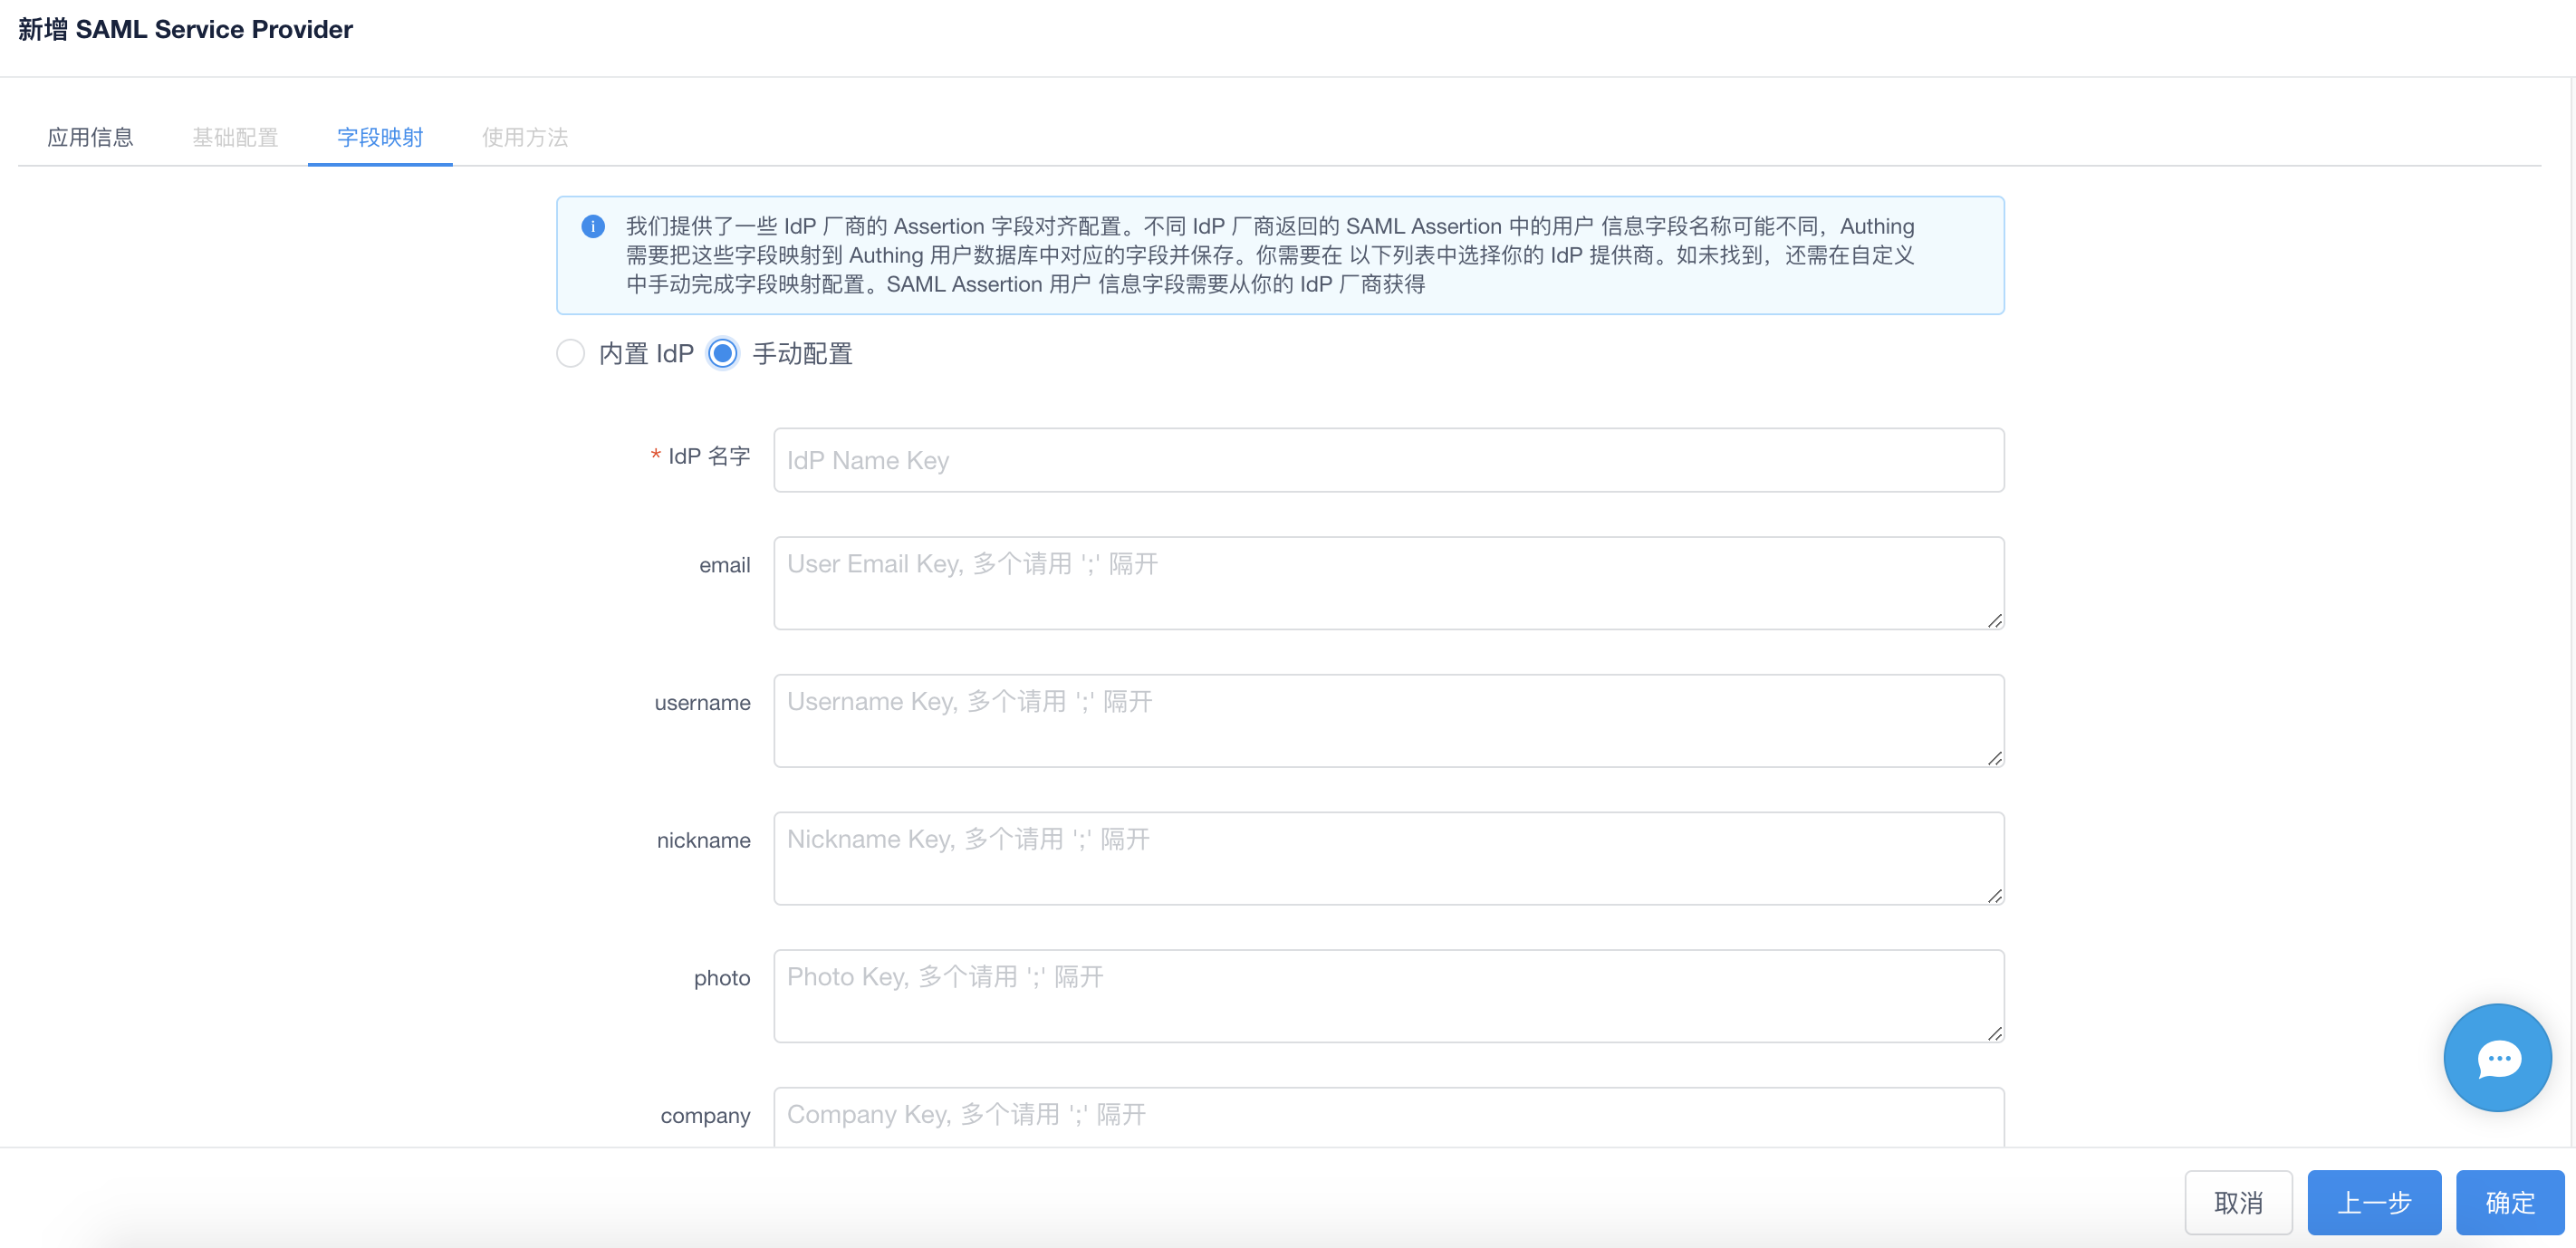 新增 SAML Service Provider
应用信息 基础配置 字段映射 使用方法
我们提供了一些 IdP 厂商的 Assertion 字段对齐配置。不同 IdP 厂商返回的 SAML Assertion 中的用户 信息字段名称可能不同，Authing
需要把这些字段映射到 Authing 用户数据库中对应的字段并保存。你需要在 以下列表中选择你的 IdP 提供商。如未找到，还需在自定义
中手动完成字段映射配置。SAML Assertion 用户 信息字段需要从你的 IdP 厂商获得
内置 IdP 手动配置
* IdP 名字 IdP Name Key
email User Email Key, 多个请用 ';' 隔开
username Username Key, 多个请用 ';' 隔开
nickname Nickname Key, 多个请用 ';' 隔开
photo Photo Key, 多个请用 ';' 隔开
company Company Key, 多个请用 ';' 隔开
取消 上一步 确定